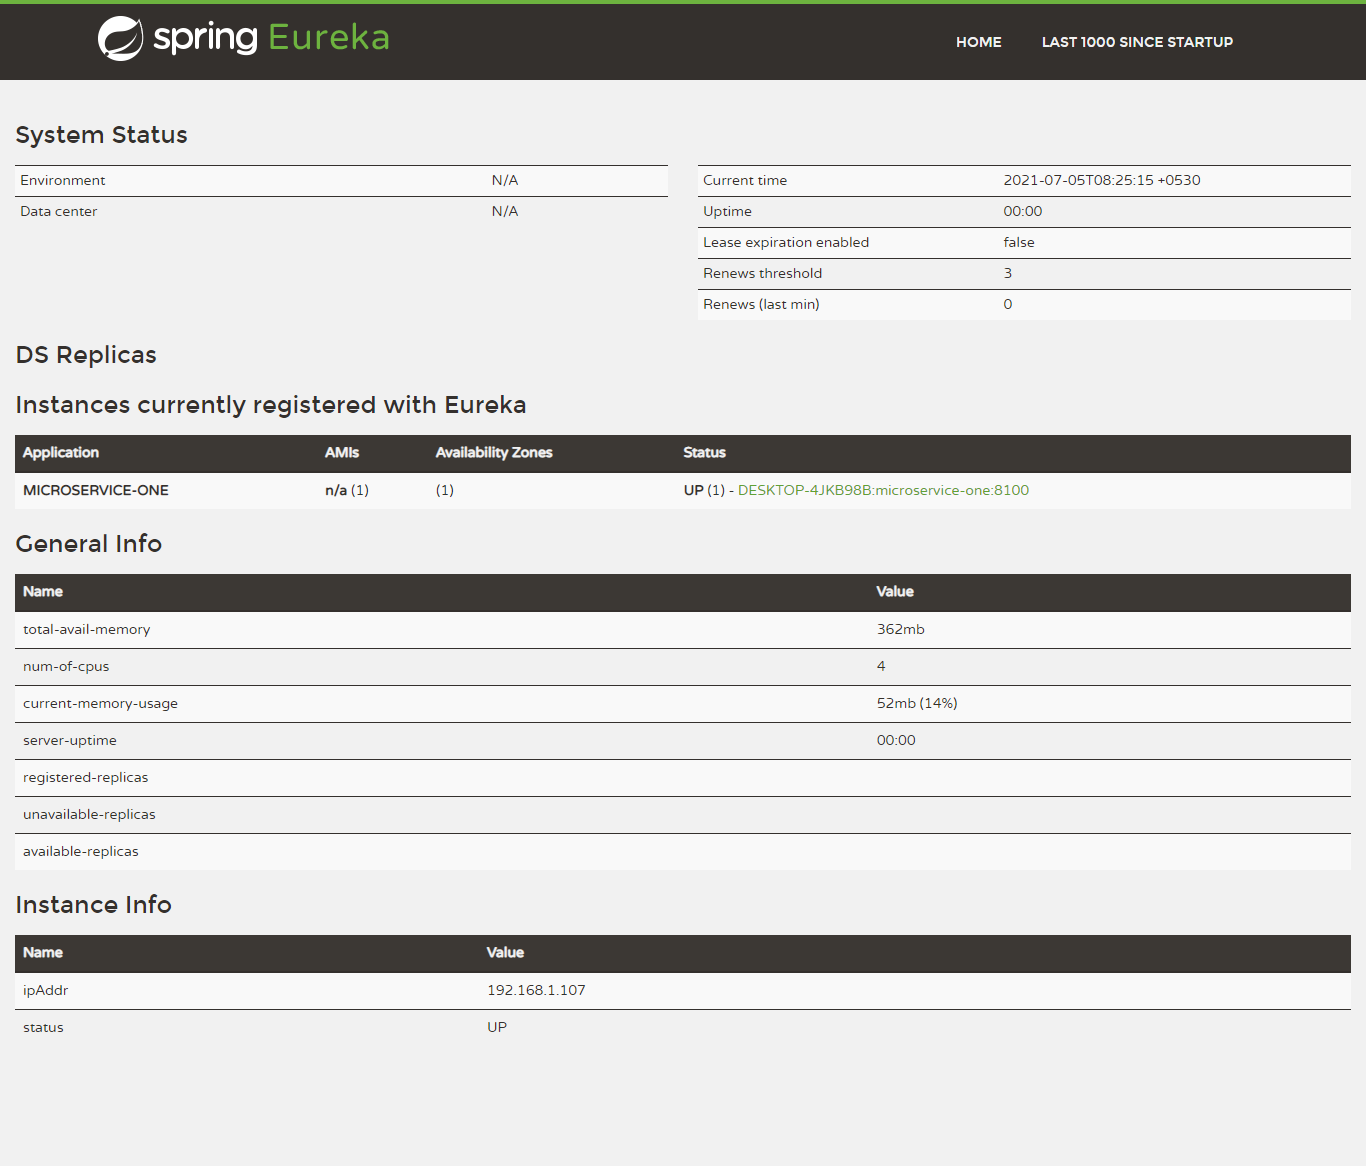 spring Eureka
HOME LAST 1000 SINCE STARTUP
System Status
Environment N/A
Data center N/A
Current time 2021-07-05T08:25:15 +0530
Uptime 00:00
Lease expiration enabled false
Renews threshold 3
Renews (last min) 0
DS Replicas
Instances currently registered with Eureka
Application AMIs Availability Zones Status
MICROSERVICE-ONE n/a (1) (1) UP (1) - DESKTOP-4JKB98B:microservice-one:8100
General Info
Name Value
total-avail-memory 362mb
num-of-cpus 4
current-memory-usage 52mb (14%)
server-uptime 00:00
registered-replicas
unavailable-replicas
available-replicas
Instance Info
Name Value
ipAddr 192.168.1.107
status UP